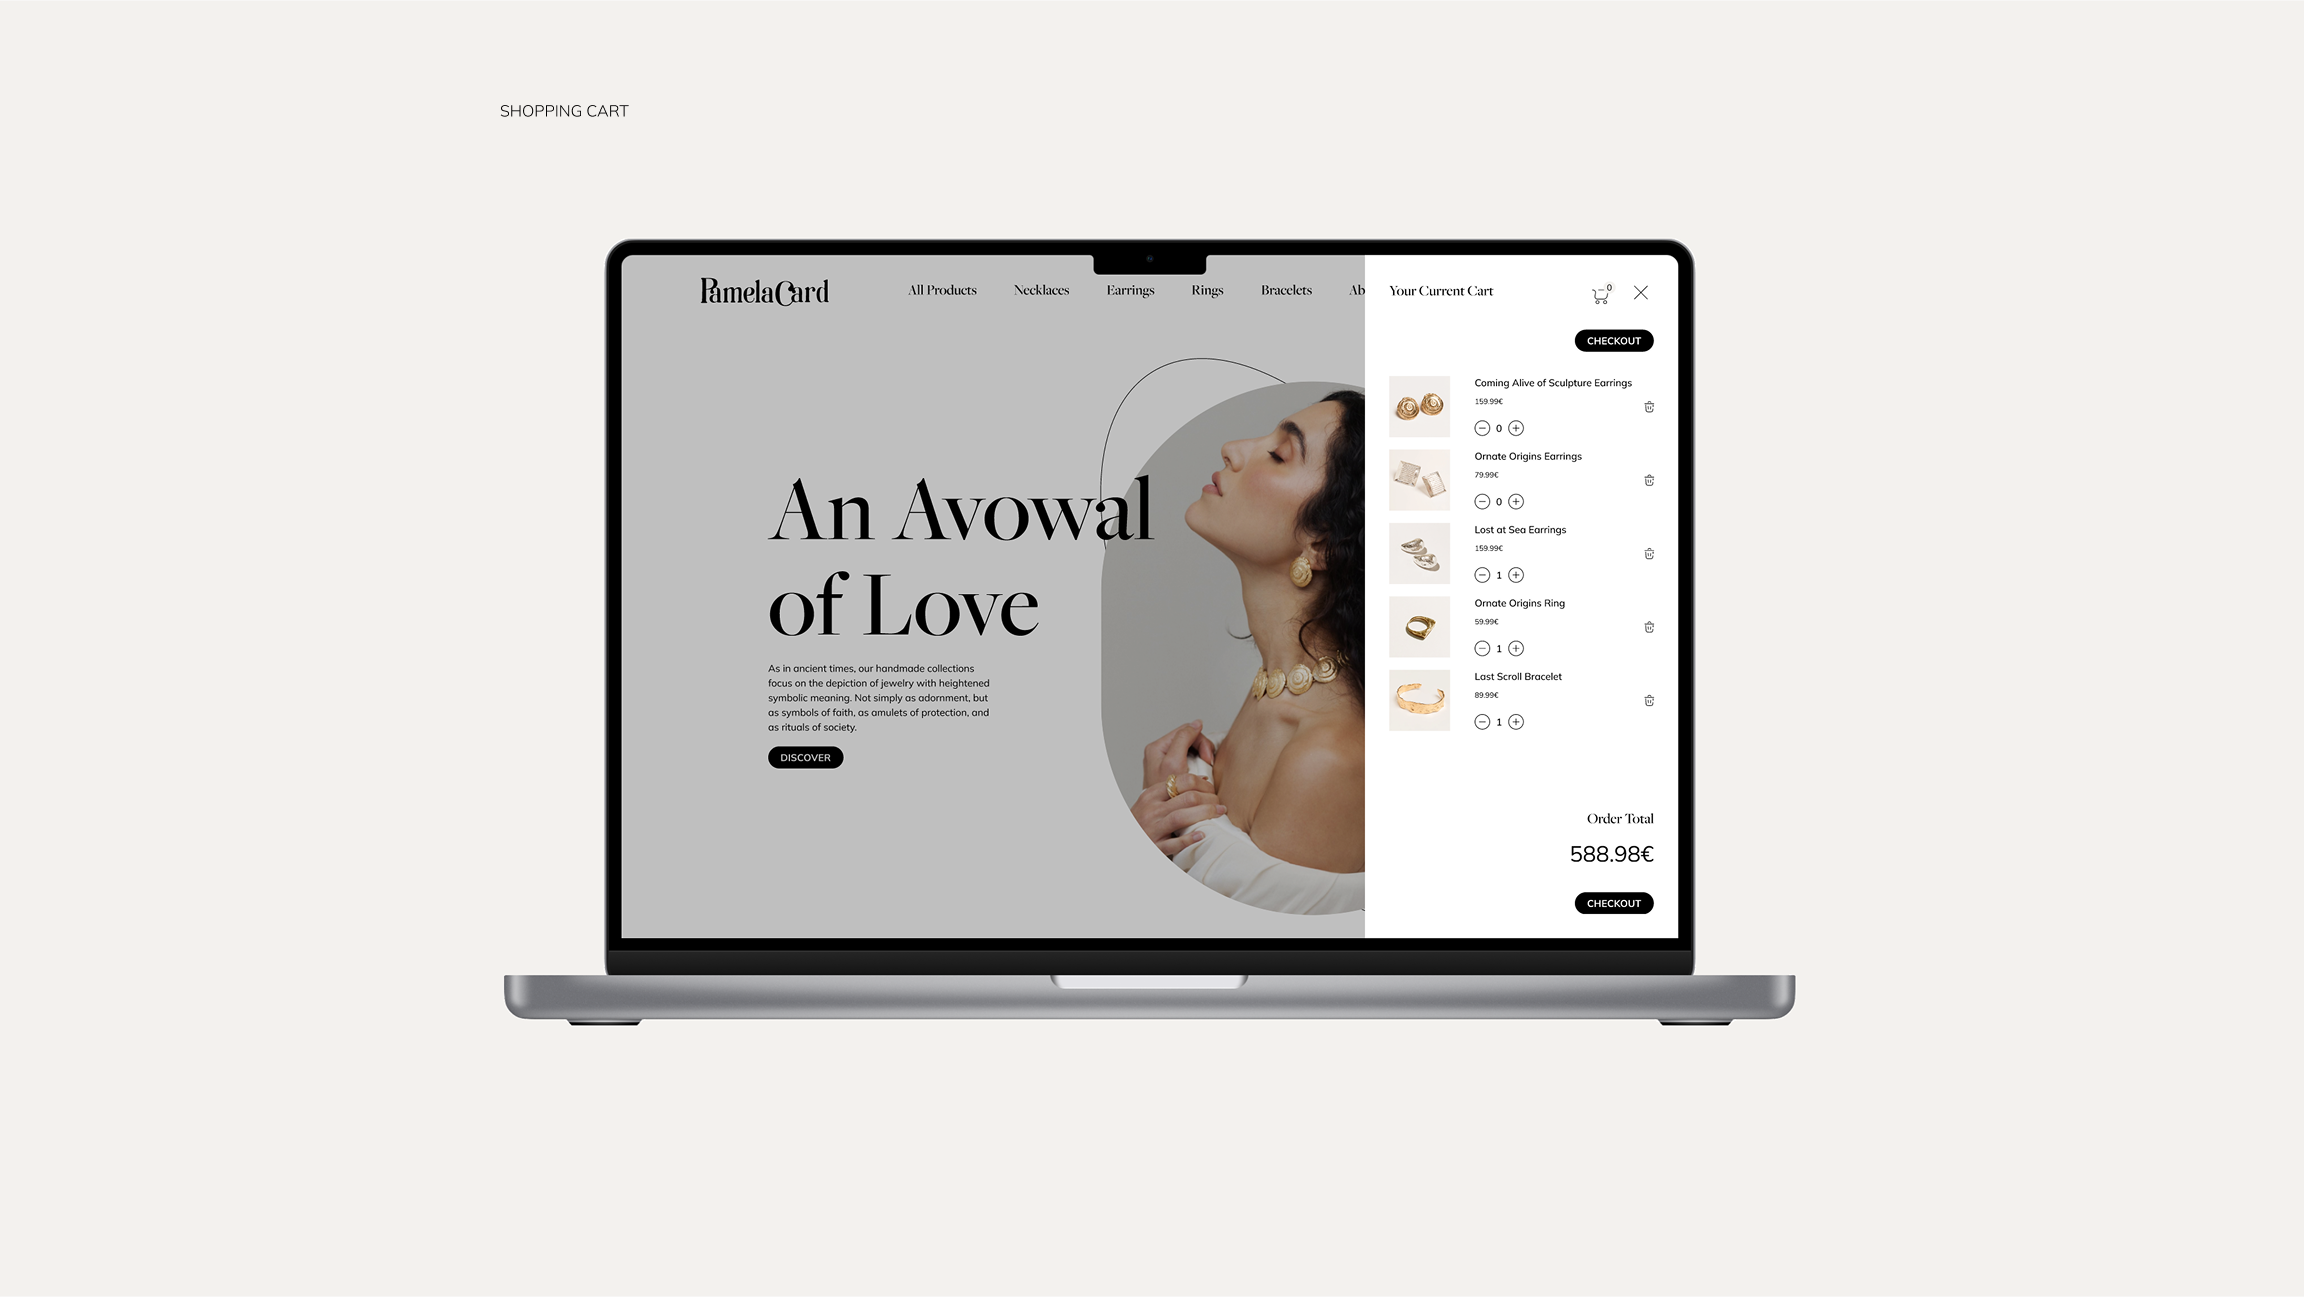 SHOPPING CART
PamelaCard
All Products
Necklaces
Earrings
Rings
Bracelets
Ab
An Avowal
of Love
As in ancient times, our handmade collections
focus on the depiction of jewelry with heightened
symbolic meaning. Not simply as adornment, but
as symbols of faith, as amulets of protection, and
as rituals of society.
DISCOVER
Your Current Cart
0
CHECKOUT
Coming Alive of Sculpture Earrings
159.99€
0
Ornate Origins Earrings
79.99€
0
Lost at Sea Earrings
159.99€
1
Ornate Origins Ring
59.99€
1
Last Scroll Bracelet
89.99€
1
Order Total
588.98€
CHECKOUT